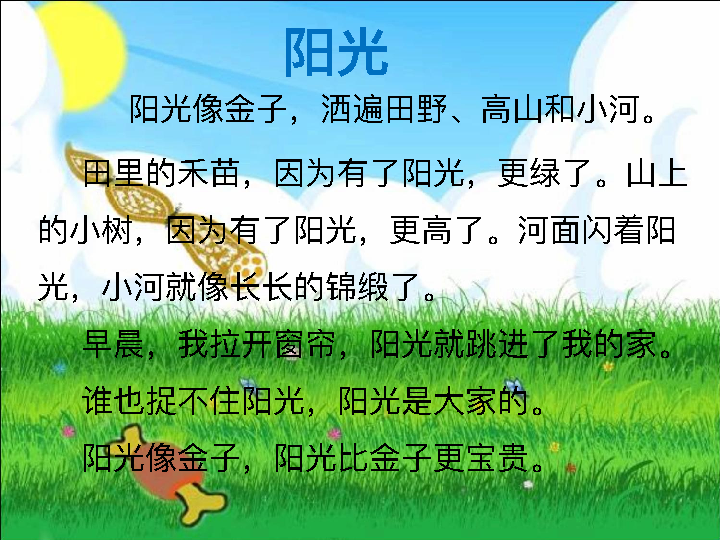 阳光
阳光像金子，洒遍田野、高山和小河。
田里的禾苗，因为有了阳光，更绿了。山上
的小树，因为有了阳光，更高了。河面闪着阳
光，小河就像长长的锦缎了。
早晨，我拉开窗帘，阳光就跳进了我的家。
谁也捉不住阳光，阳光是大家的。
阳光像金子，阳光比金子更宝贵。